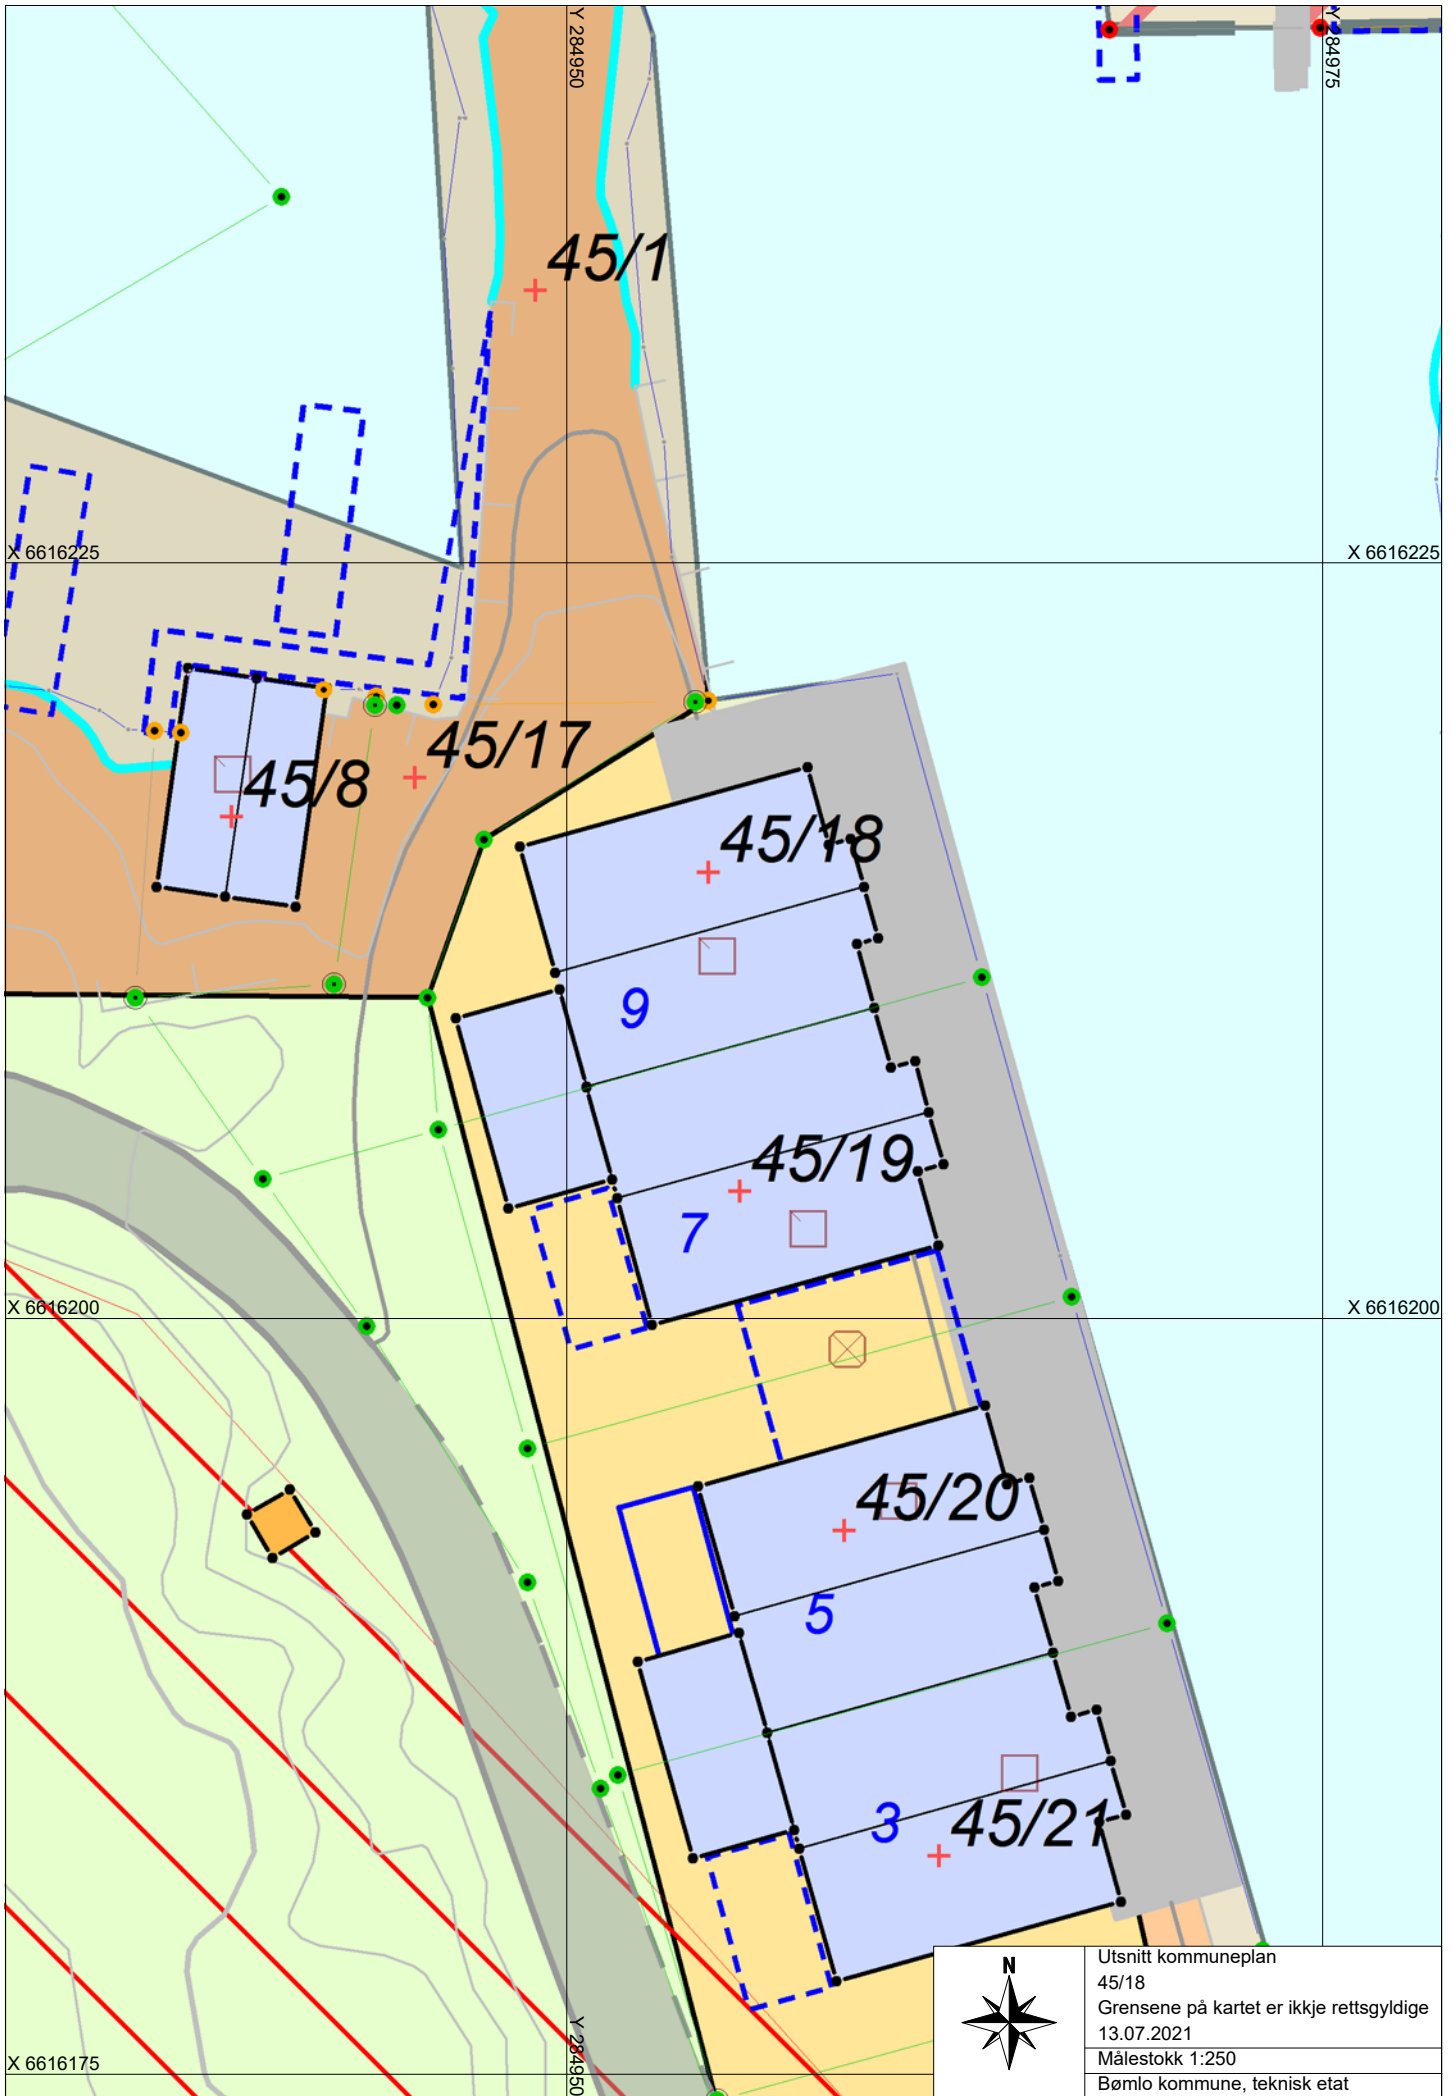 Y 284950
Y 284975
45/1
X 6616225
X 6616225
45/17
45/8
45/18
9
45/19
7
X 6616200
X 6616200
45/20
5
3
45/21
N
Utsnitt kommuneplan
45/18
Grensene på kartet er ikkje rettsgyldige
13.07.2021
Målestokk 1:250
Bømlo kommune, teknisk etat
X 6616175
Y 284950